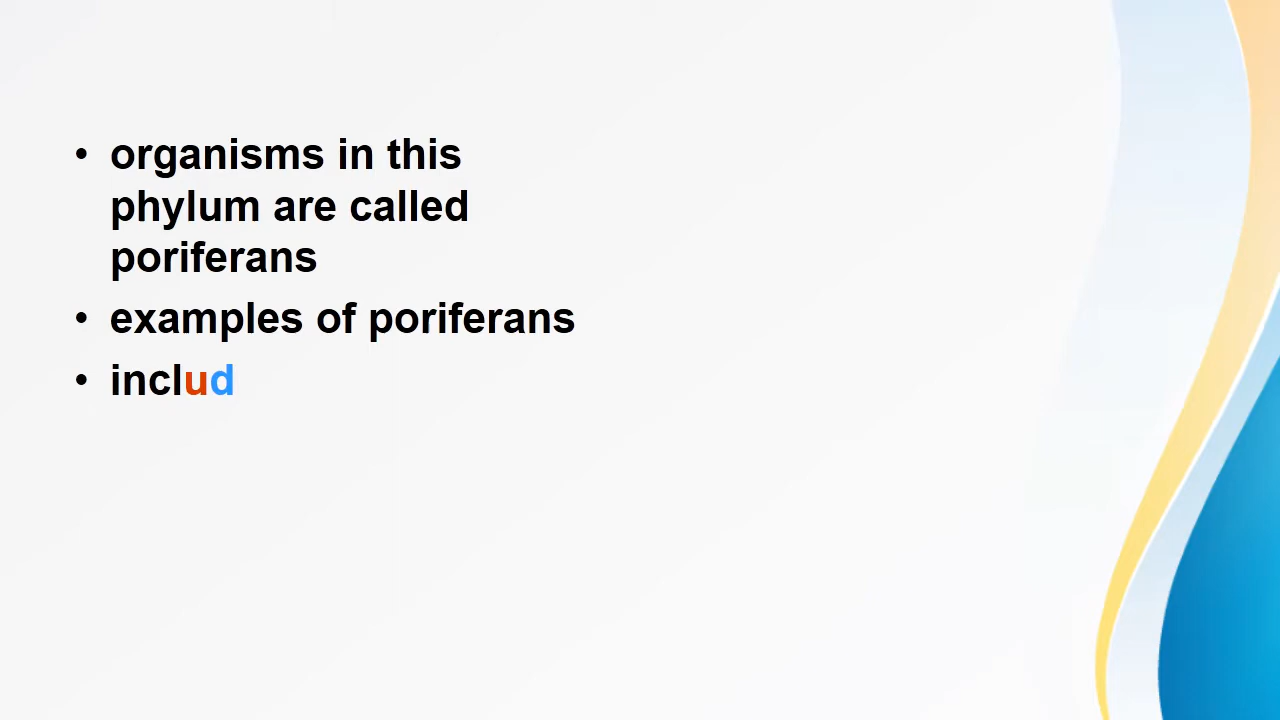 • organisms in this
phylum are called
poriferans
• examples of poriferans
• includ